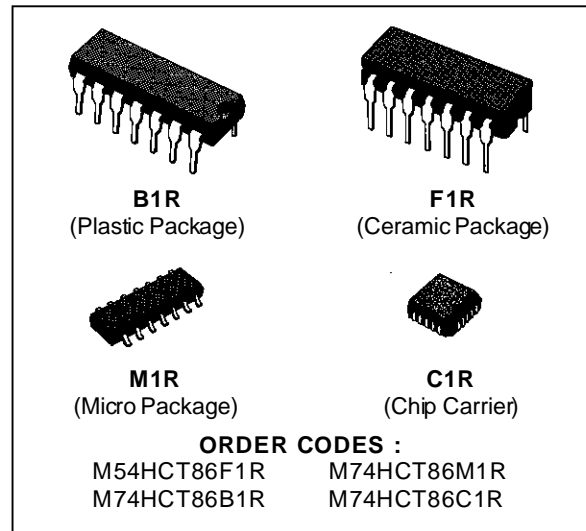 B1R
(Plastic Package)
F1R
(Ceramic Package)
M1R
(Micro Package)
C1R
(Chip Carrier)
ORDER CODES :
M54HCT86F1R M74HCT86M1R
M74HCT86B1R M74HCT86C1R